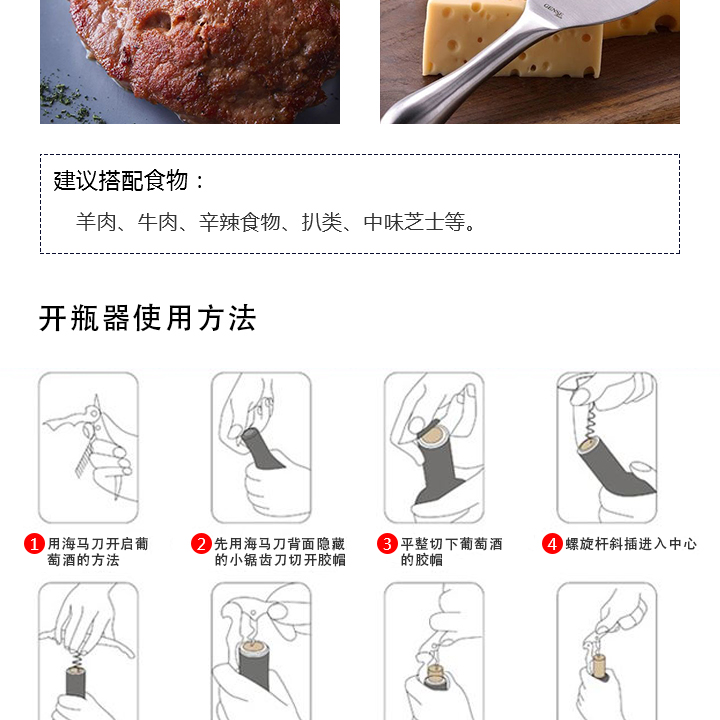 GENSE
建议搭配食物：
羊肉、牛肉、辛辣食物、扒类、中味芝士等。
开瓶器使用方法
1 用海马刀开启葡
萄酒的方法
2 先用海马刀背面隐藏
的小锯齿刀切开胶帽
3 平整切下葡萄酒
的胶帽
4 螺旋杆斜插进入中心